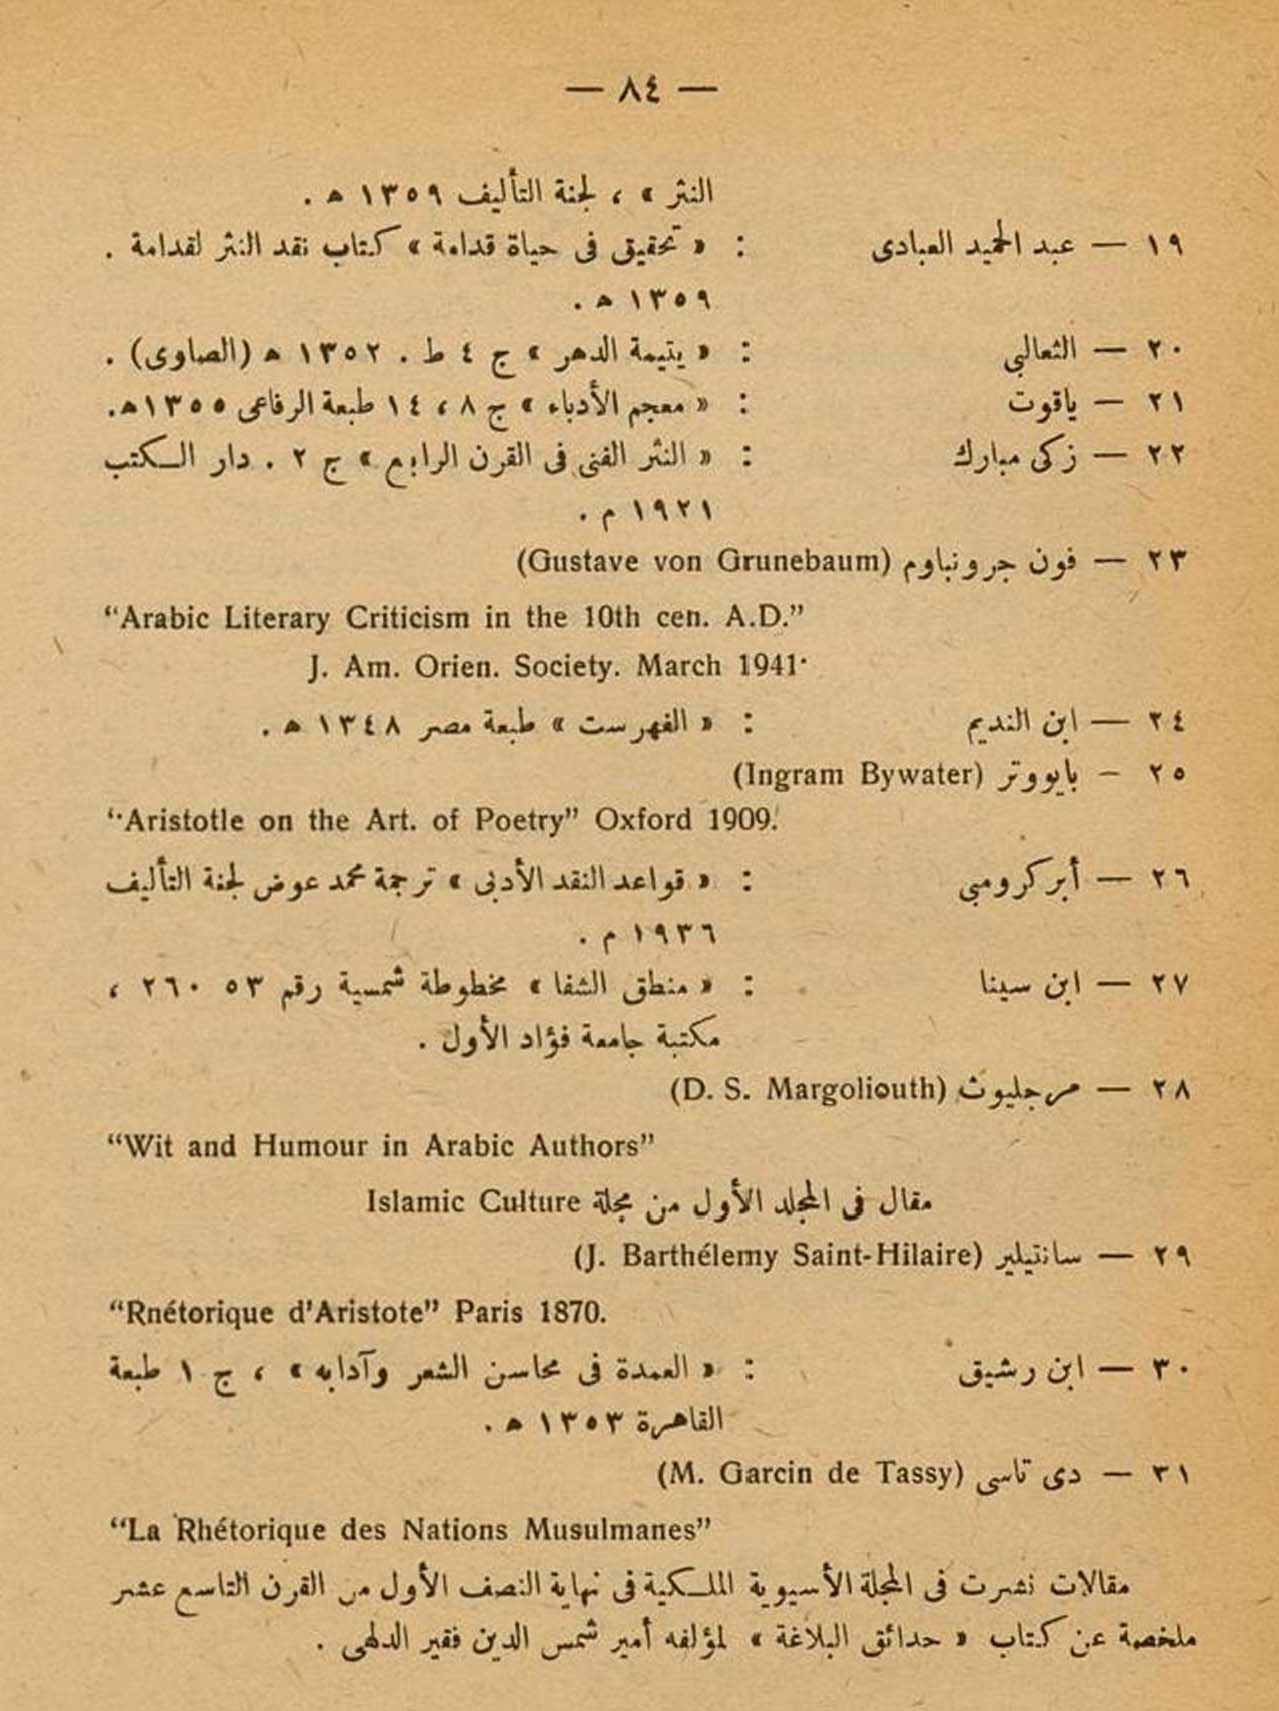 — ٨٤ —
النثر » ، لجنة التأليف ١٣٥٩ ه .
١٩ — عبد الحميد العبادى : « تحقيق فى حياة قدامة » كتاب نقد النثر لقدامة .
١٣٥٩ ه .
٢٠ — الثعالبي : « يتيمة الدهر » ج ٤ ط . ١٣٥٢ ه (الصاوى) .
٢١ — ياقوت : « معجم الأدباء » ج ٨ ، ١٤ طبعة الرفاعى ١٣٥٥ه.
٢٢ — زكى مبارك : « النثر الفنى فى القرن الرابع » ج ٢ . دار الكتب
١٩٢١ م .
٢٣ — فون جرونباوم (Gustave von Grunebaum)
“Arabic Literary Criticism in the 10th cen. A.D.”
J. Am. Orien. Society. March 1941.
٢٤ — ابن النديم : « الفهرست » طبعة مصر ١٣٤٨ ه .
٢٥ — بايووتر (Ingram Bywater)
“Aristotle on the Art. of Poetry” Oxford 1909.
٢٦ — أبركرومبى : « قواعد النقد الأدبى » ترجمة محمد عوض لجنة التأليف
١٩٣٦ م .
٢٧ — ابن سينا : « منطق الشفا » مخطوطة شمسية رقم ٥٣ ٢٦٠ ،
مكتبة جامعة فؤاد الأول .
٢٨ — مرجليوث (D. S. Margoliouth)
“Wit and Humour in Arabic Authors”
مقال فى المجلد الأول من مجلة Islamic Culture
٢٩ — سانتيلير (J. Barthélemy Saint-Hilaire)
“Rnétorique d'Aristote” Paris 1870.
٣٠ — ابن رشيق : « العمدة فى محاسن الشعر وآدابه » ، ج ١ طبعة
القاهرة ١٣٥٣ ه .
٣١ — دى تاسى (M. Garcin de Tassy)
“La Rhétorique des Nations Musulmanes”
مقالات نشرت فى المجلة الأسيوية الملكية فى نهاية النصف الأول من القرن التاسع عشر
ملخصة عن كتاب « حدائق البلاغة » لمؤلفه أمير شمس الدين فقير الدلهى .